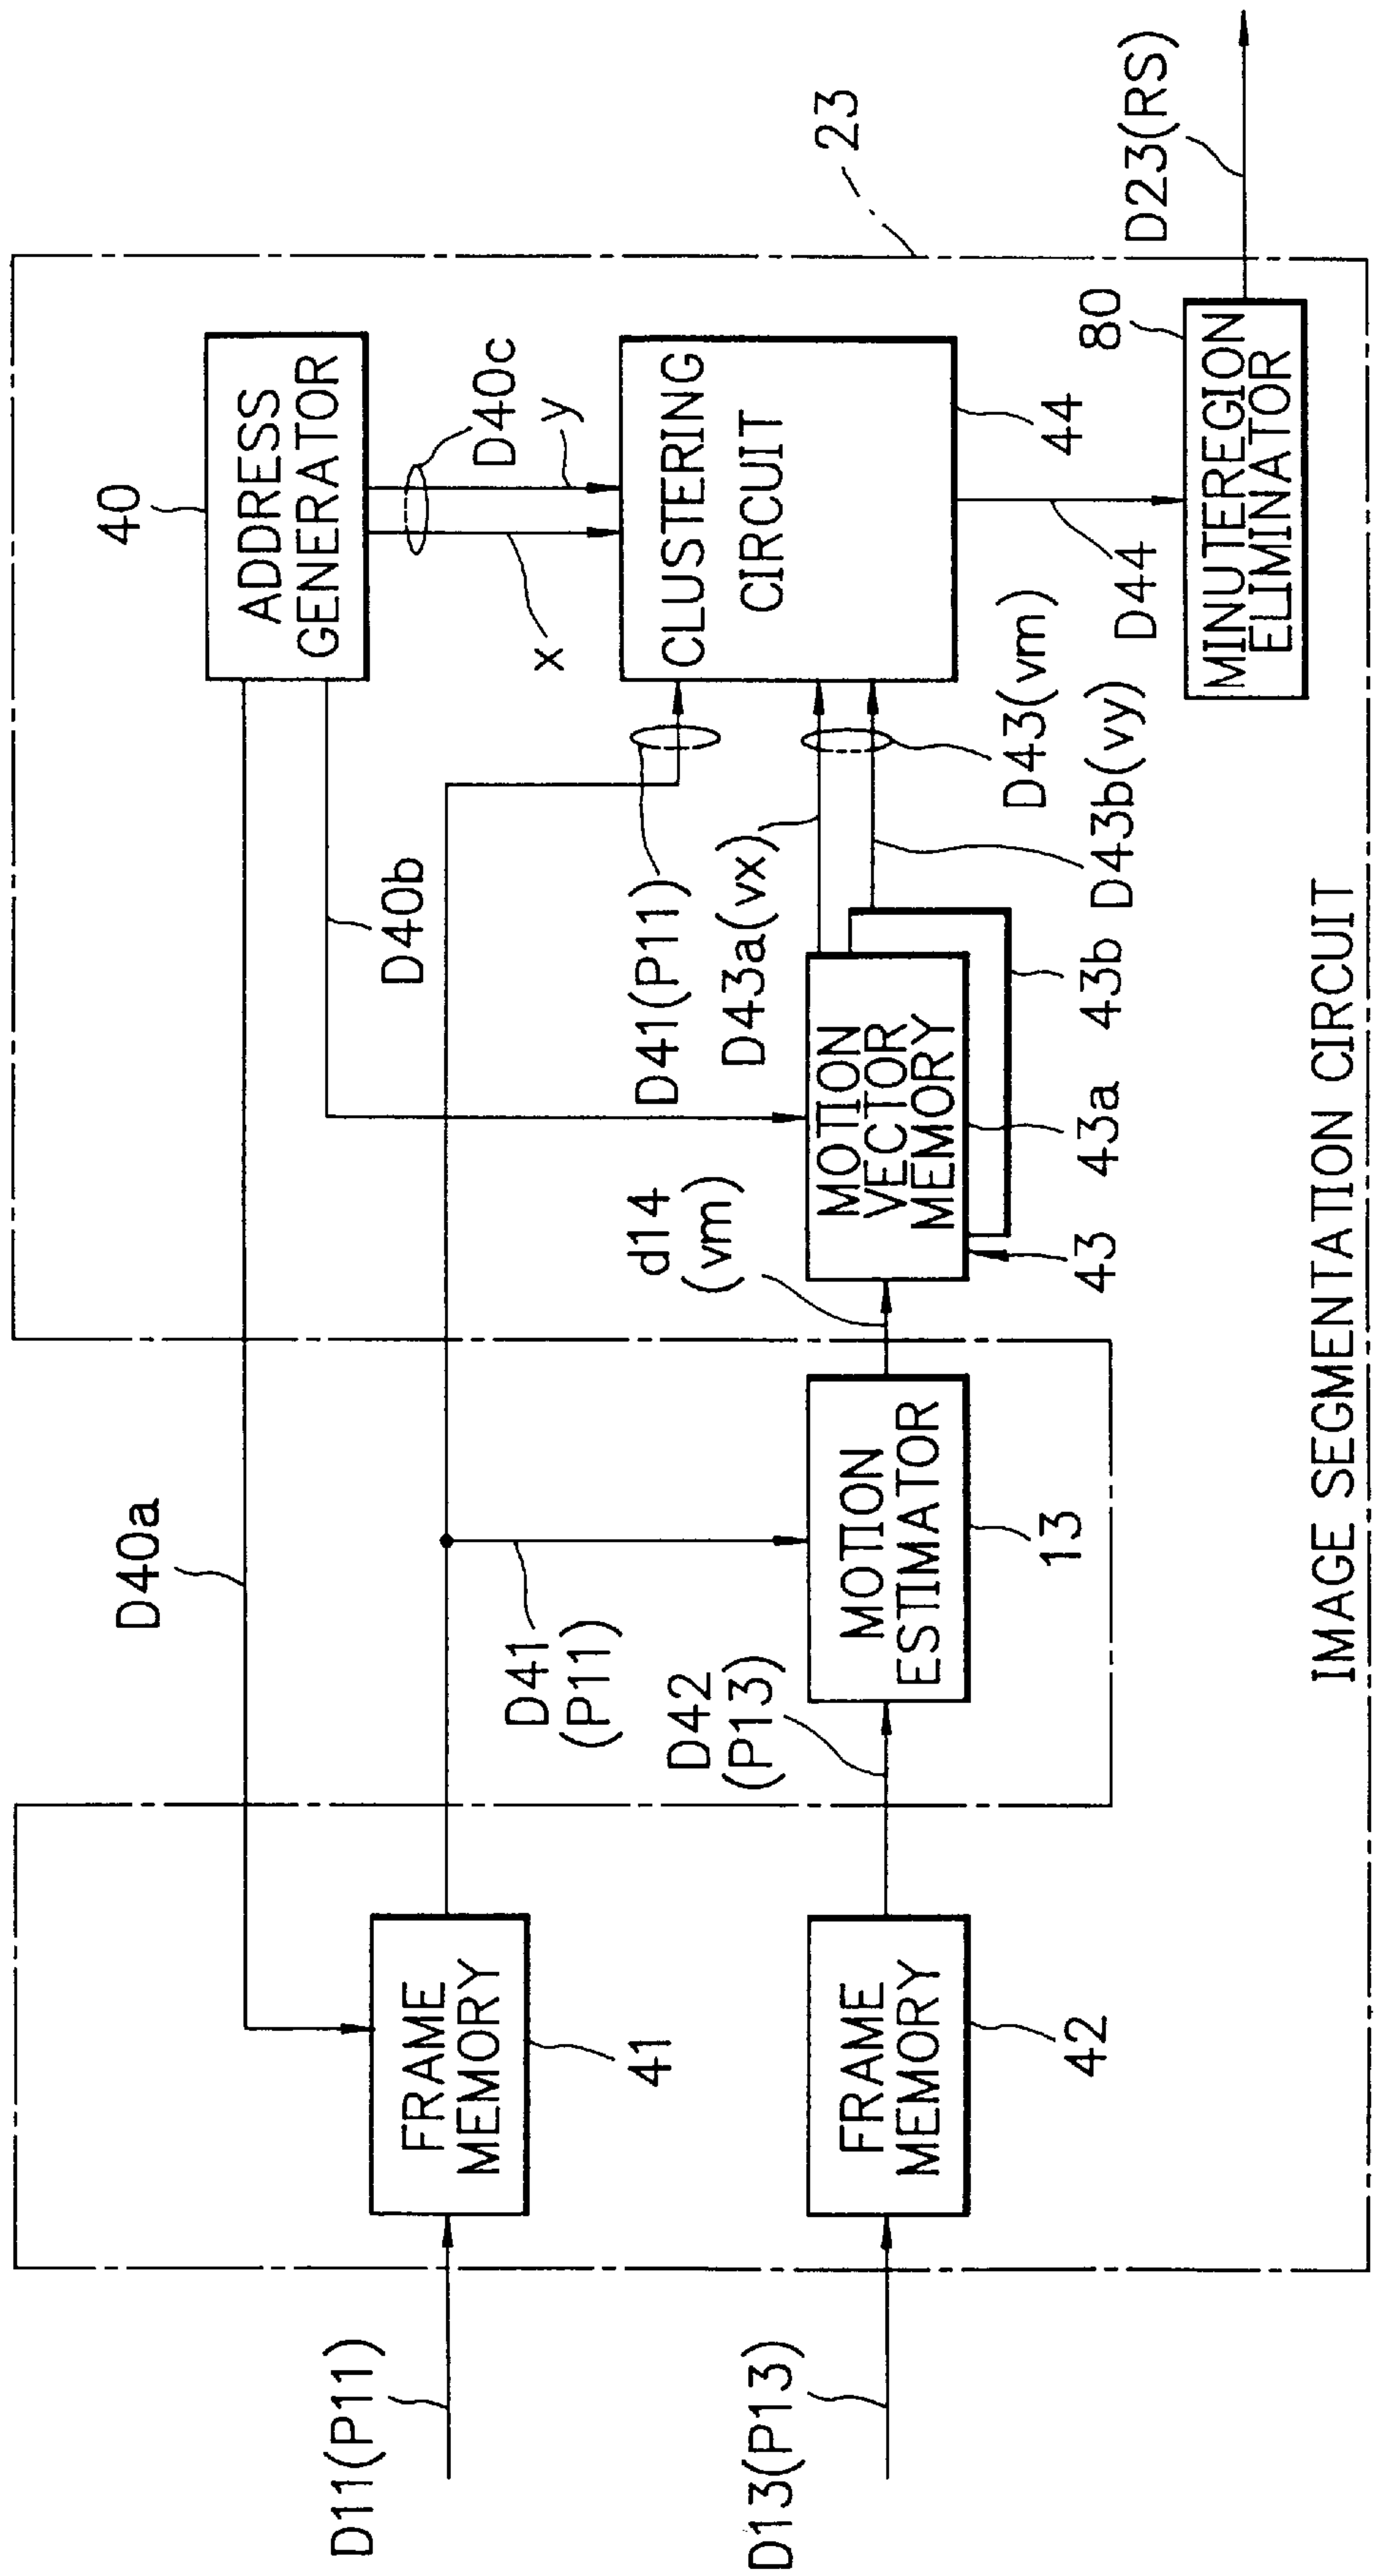 D11(P11)
D13(P13)
FRAME
MEMORY
41
FRAME
MEMORY
42
D40a
D41
(P11)
D42
(P13)
MOTION
ESTIMATOR
13
d14
(vm)
MOTION
VECTOR
MEMORY
43
43a
43b
D40b
D41(P11)
D43a(vx)
D43(vm)
D43b(vy)
40
ADDRESS
GENERATOR
x
y
D40c
CLUSTERING
CIRCUIT
44
D44
80
MINUTEREGION
ELIMINATOR
23
D23(RS)
IMAGE SEGMENTATION CIRCUIT